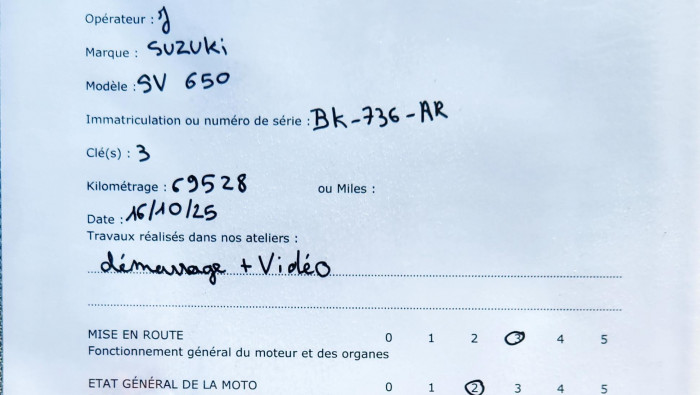 Opérateur : J
Marque : SUZUKi
Modèle : SV 650
Immatriculation ou numéro de série : BK-736-AR
Clé(s) : 3
Kilométrage : 69528 ou Miles :
Date : 16/10/25
Travaux réalisés dans nos ateliers :
démarrage + Vidéo
MISE EN ROUTE 0 1 2 3 4 5
Fonctionnement général du moteur et des organes
ETAT GÉNÉRAL DE LA MOTO 0 1 2 3 4 5